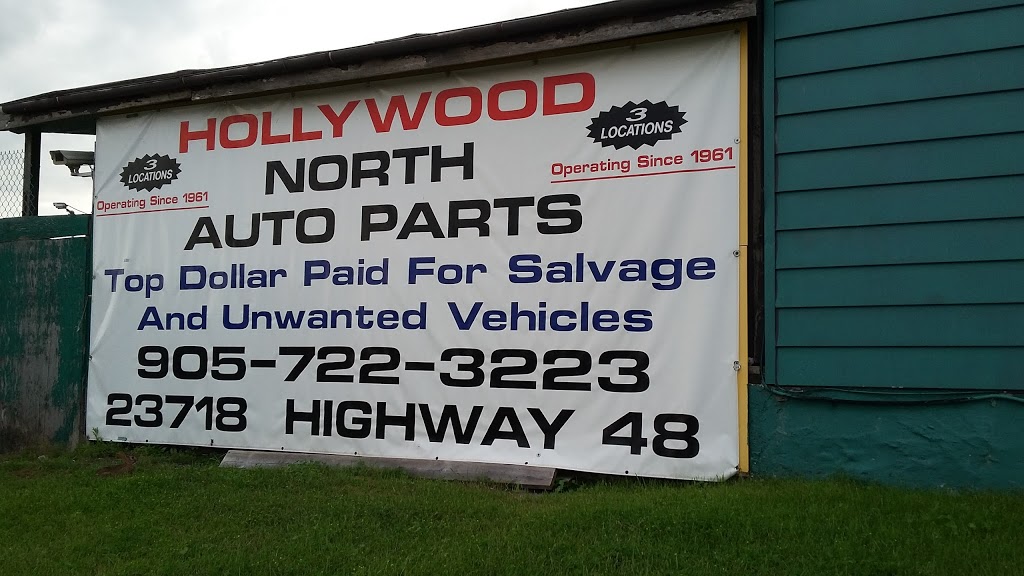 HOLLYWOOD
3
LOCATIONS
Operating Since 1961
3
LOCATIONS
Operating Since 1961
NORTH
AUTO PARTS
Top Dollar Paid For Salvage
And Unwanted Vehicles
905-722-3223
23718 HIGHWAY 48